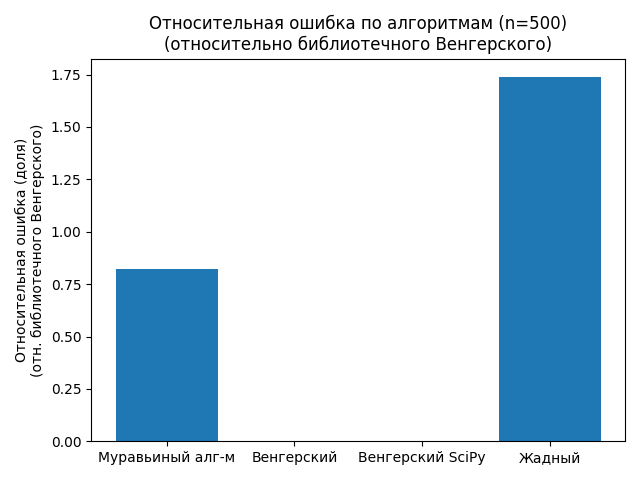 Относительная ошибка по алгоритмам (n=500)
(относительно библиотечного Венгерского)
Относительная ошибка (доля)
(отн. библиотечного Венгерского)
1.75
1.50
1.25
1.00
0.75
0.50
0.25
0.00
Муравьиный алг-м Венгерский Венгерский SciPy Жадный